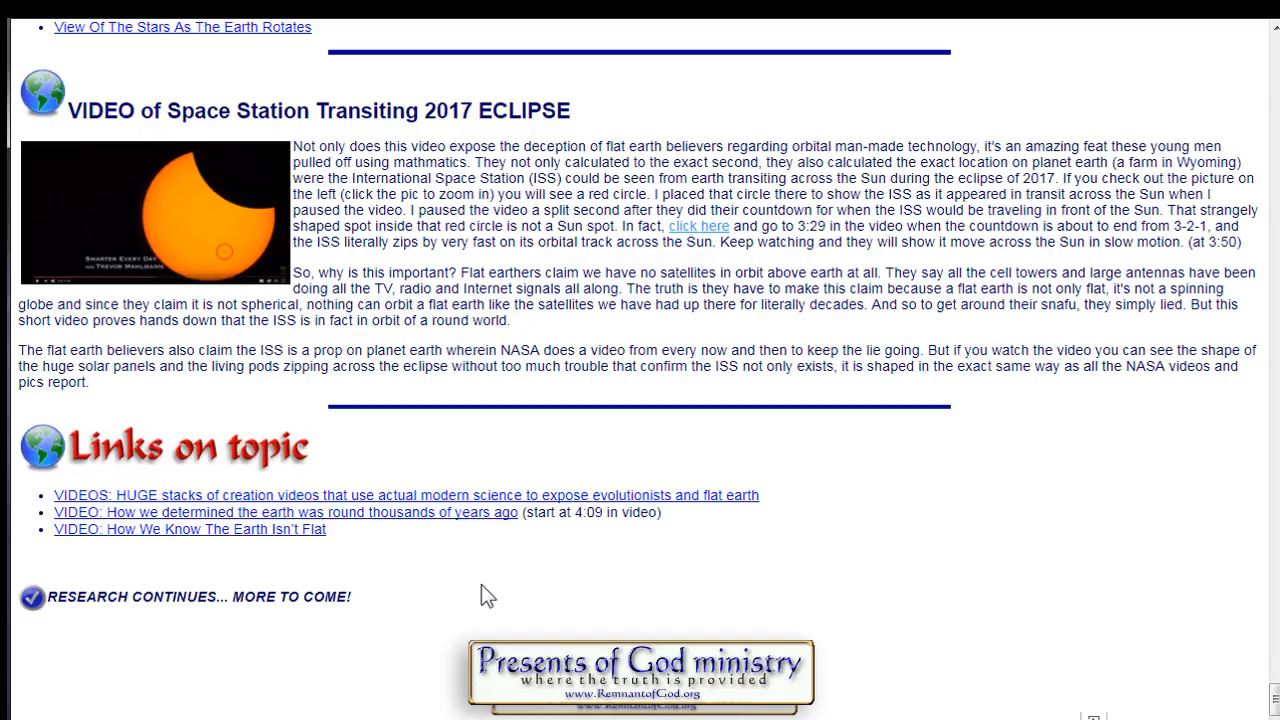 View Of The Stars As The Earth Rotates
VIDEO of Space Station Transiting 2017 ECLIPSE
Not only does this video expose the deception of flat earth believers regarding orbital man-made technology, it's an amazing feat these young men
pulled off using mathmatics. They not only calculated to the exact second, they also calculated the exact location on planet earth (a farm in Wyoming)
were the International Space Station (ISS) could be seen from earth transiting across the Sun during the eclipse of 2017. If you check out the picture on
the left (click the pic to zoom in) you will see a red circle. I placed that circle there to show the ISS as it appeared in transit across the Sun when I
paused the video. I paused the video a split second after they did their countdown for when the ISS would be traveling in front of the Sun. That strangely
shaped spot inside that red circle is not a Sun spot. In fact, click here and go to 3:29 in the video when the countdown is about to end from 3-2-1, and
the ISS literally zips by very fast on its orbital track across the Sun. Keep watching and they will show it move across the Sun in slow motion. (at 3:50)
SMARTER EVERY DAY
AND TREVOR MAHLMANN
So, why is this important? Flat earthers claim we have no satellites in orbit above earth at all. They say all the cell towers and large antennas have been
doing all the TV, radio and Internet signals all along. The truth is they have to make this claim because a flat earth is not only flat, it's not a spinning
globe and since they claim it is not spherical, nothing can orbit a flat earth like the satellites we have had up there for literally decades. And so to get around their snafu, they simply lied. But this
short video proves hands down that the ISS is in fact in orbit of a round world.
The flat earth believers also claim the ISS is a prop on planet earth wherein NASA does a video from every now and then to keep the lie going. But if you watch the video you can see the shape of
the huge solar panels and the living pods zipping across the eclipse without too much trouble that confirm the ISS not only exists, it is shaped in the exact same way as all the NASA videos and
pics report.
Links on topic
VIDEOS: HUGE stacks of creation videos that use actual modern science to expose evolutionists and flat earth
VIDEO: How we determined the earth was round thousands of years ago (start at 4:09 in video)
VIDEO: How We Know The Earth Isn't Flat
RESEARCH CONTINUES... MORE TO COME!
Presents of God ministry
where the truth is provided
www.RemnantofGod.org
www.RemnantofGod.org